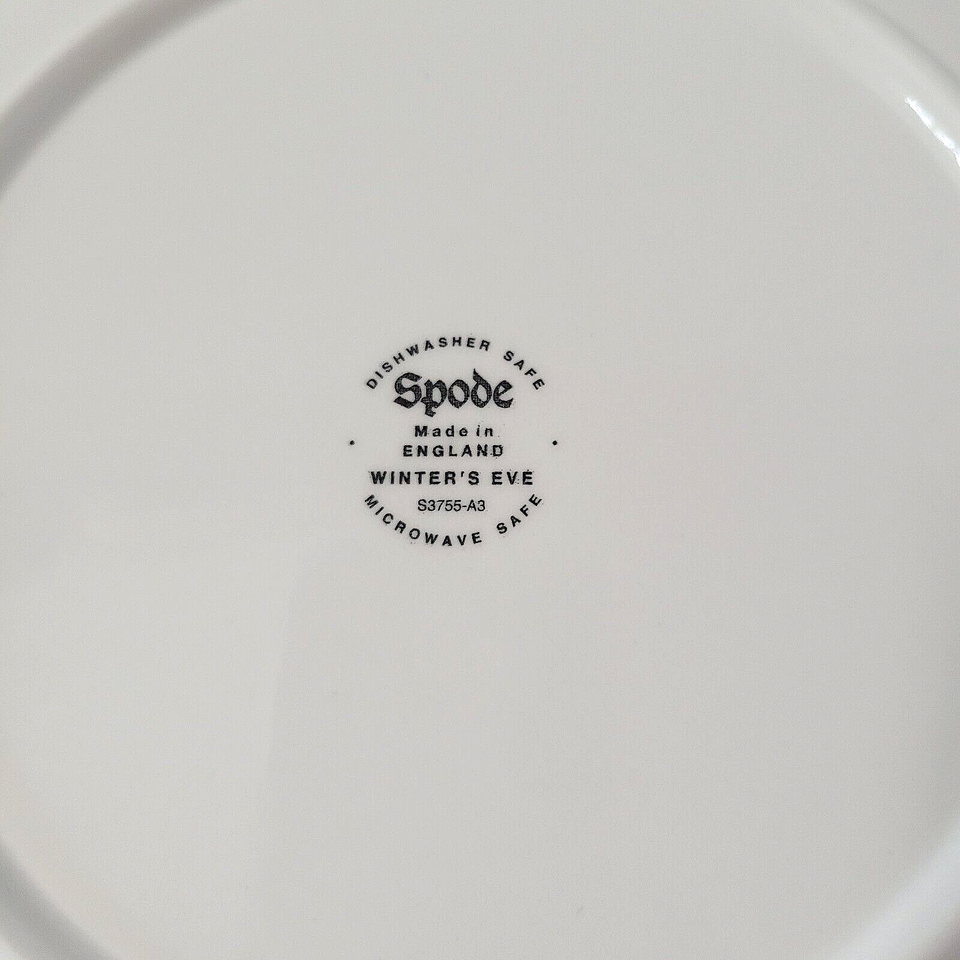 DISHWASHER SAFE
Spode
Made in
ENGLAND
WINTER'S EVE
S3755-A3
MICROWAVE SAFE